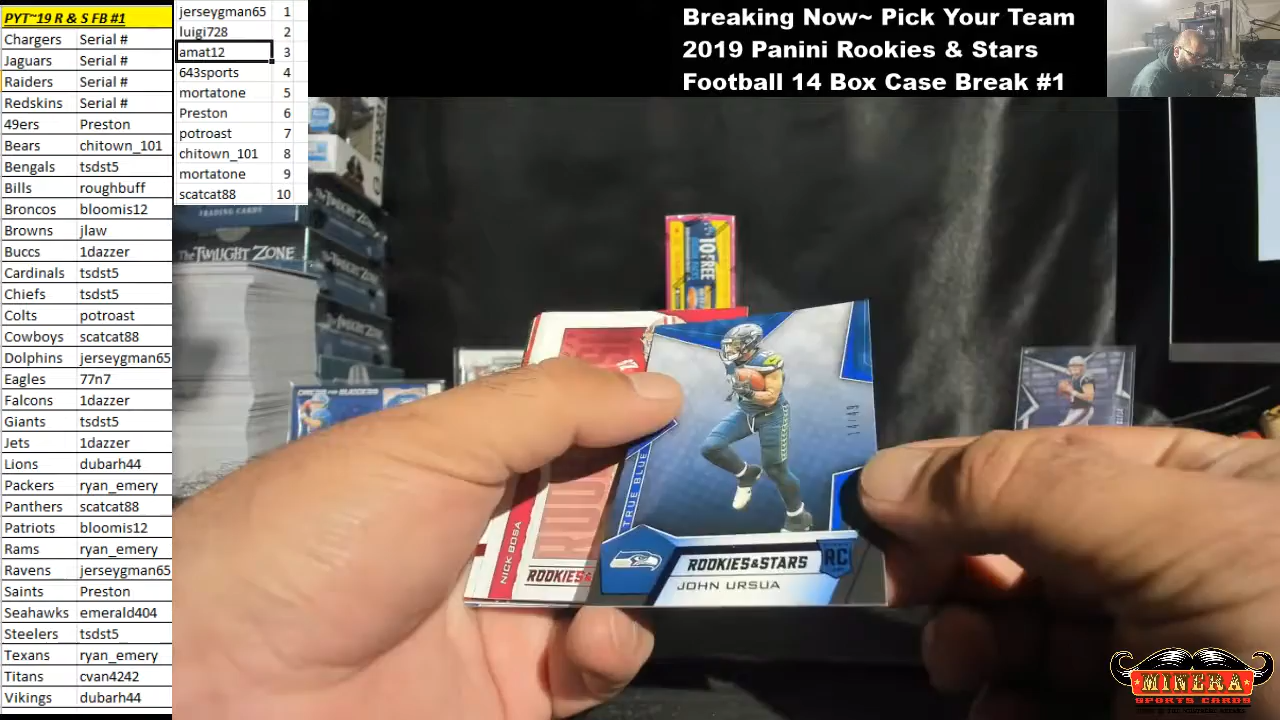 PYT~19 R & S FB #1
Chargers Serial #
Jaguars Serial #
Raiders Serial #
Redskins Serial #
49ers Preston
Bears chitown_101
Bengals tsdst5
Bills roughbuff
Broncos bloomis12
Browns jlaw
Buccs 1dazzer
Cardinals tsdst5
Chiefs tsdst5
Colts potroast
Cowboys scatcat88
Dolphins jerseygman65
Eagles 77n7
Falcons 1dazzer
Giants tsdst5
Jets 1dazzer
Lions dubarh44
Packers ryan_emery
Panthers scatcat88
Patriots bloomis12
Rams ryan_emery
Ravens jerseygman65
Saints Preston
Seahawks emerald404
Steelers tsdst5
Texans ryan_emery
Titans cvan4242
Vikings dubarh44
jerseygman65 1
luigi728 2
amat12 3
643sports 4
mortatone 5
Preston 6
potroast 7
chitown_101 8
mortatone 9
scatcat88 10
Breaking Now~ Pick Your Team
2019 Panini Rookies & Stars
Football 14 Box Case Break #1
TRADING CARDS
THE TWILIGHT ZONE
NICK BOSA
ROOKIES&
TRUE BLUE
14/49
ROOKIES&STARS
RC
JOHN URSUA
MINERA
SPORTS CARDS